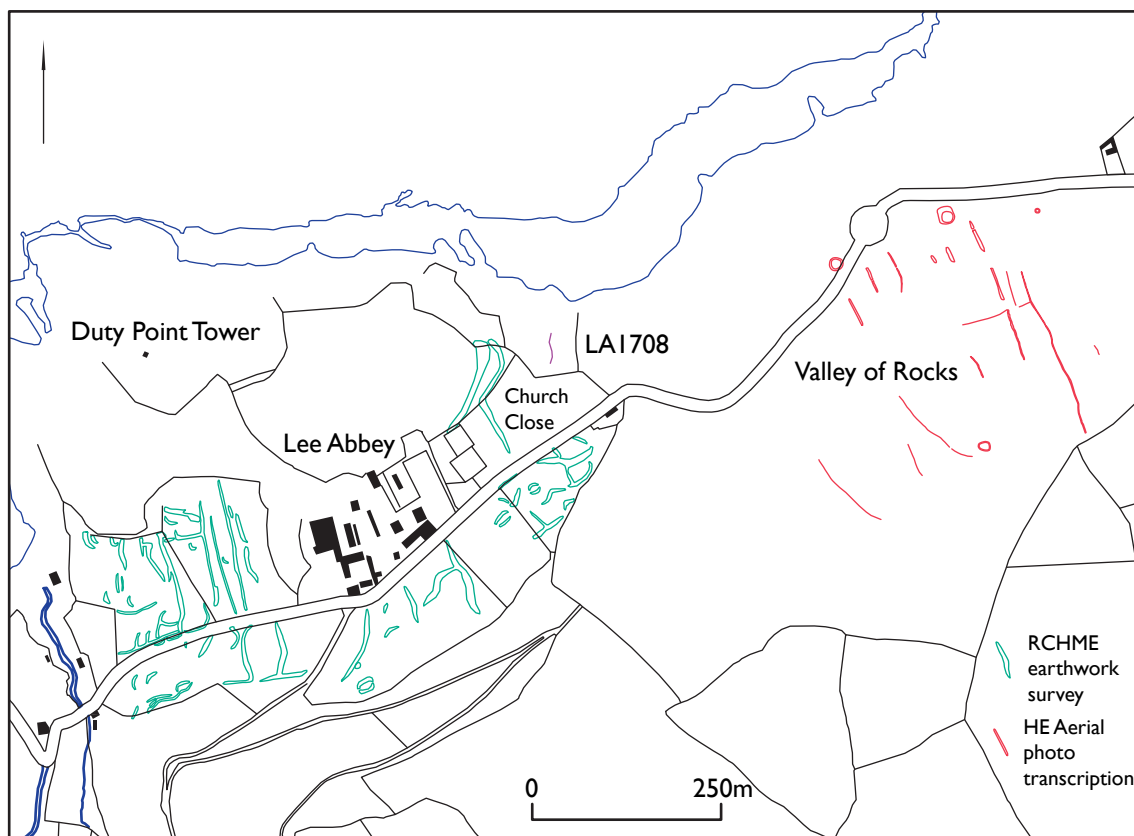 Duty Point Tower
LA1708
Valley of Rocks
Church
Close
Lee Abbey
RCHME
earthwork
survey
HE Aerial
photo
transcription
0 250m